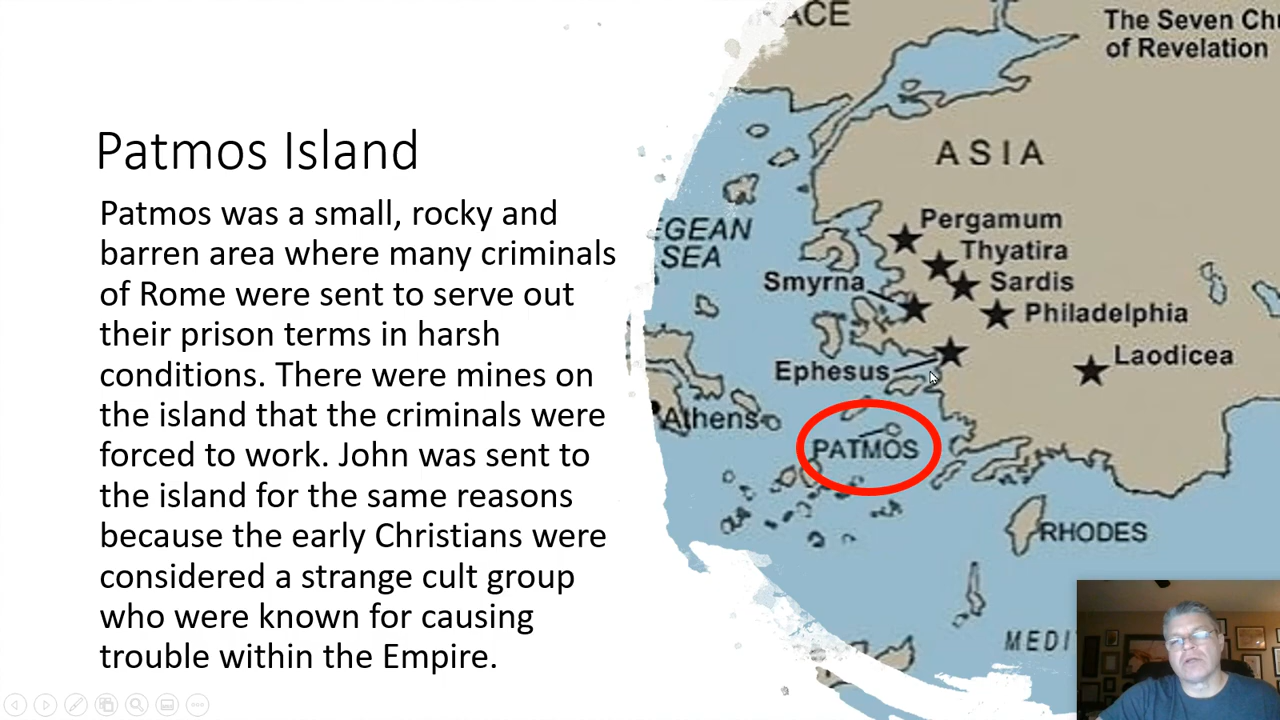 Patmos Island
Patmos was a small, rocky and
barren area where many criminals
of Rome were sent to serve out
their prison terms in harsh
conditions. There were mines on
the island that the criminals were
forced to work. John was sent to
the island for the same reasons
because the early Christians were
considered a strange cult group
who were known for causing
trouble within the Empire.
ACE
The Seven Chu
of Revelation
ASIA
EGEAN
SEA
Pergamum
Thyatira
Smyrna
Sardis
Philadelphia
Ephesus
Laodicea
Athens
PATMOS
RHODES
MEDI